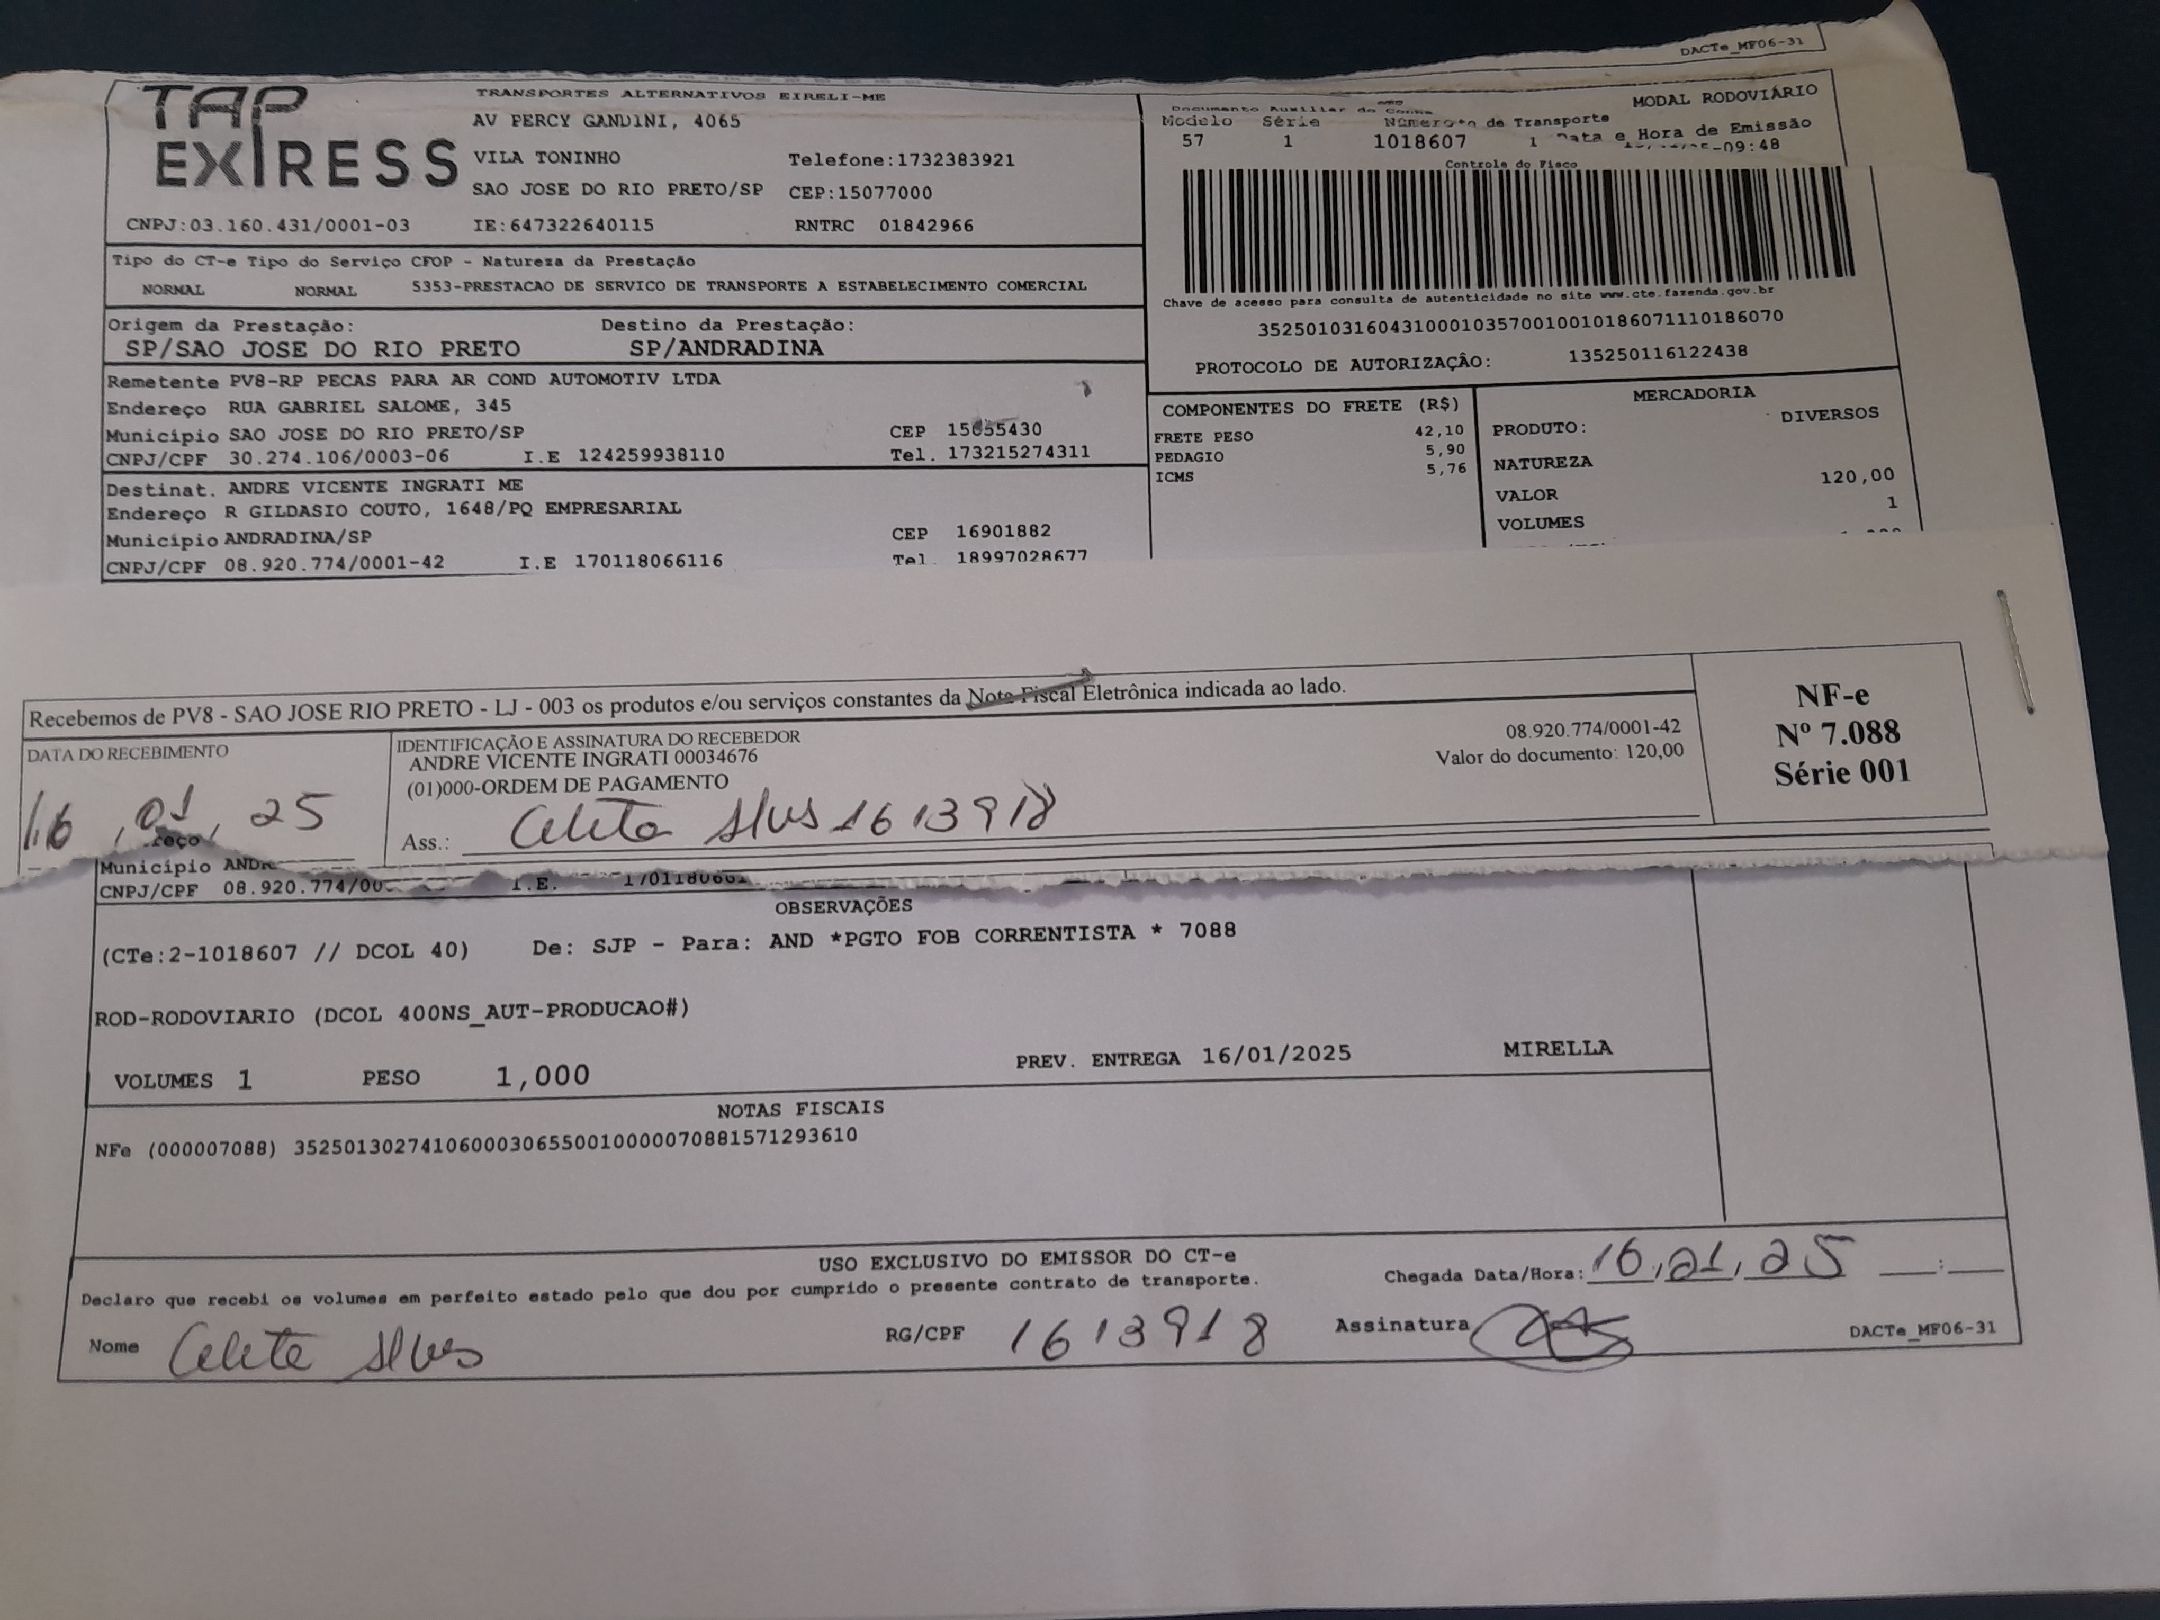 DACTe_MF06-31
TAP EXPRESS
TRANSPORTES ALTERNATIVOS EIRELI-ME
AV PERCY GANDINI, 4065
VILA TONINHO Telefone:1732383921
SAO JOSE DO RIO PRETO/SP CEP:15077000
CNPJ:03.160.431/0001-03 IE:647322640115 RNTRC 01842966
Tipo do CT-e Tipo do Serviço CFOP - Natureza da Prestação
NORMAL NORMAL 5353-PRESTACAO DE SERVICO DE TRANSPORTE A ESTABELECIMENTO COMERCIAL
Origem da Prestação: Destino da Prestação:
SP/SAO JOSE DO RIO PRETO SP/ANDRADINA
Remetente PV8-RP PECAS PARA AR COND AUTOMOTIV LTDA
Endereço RUA GABRIEL SALOME, 345
Município SAO JOSE DO RIO PRETO/SP CEP 15055430
CNPJ/CPF 30.274.106/0003-06 I.E 124259938110 Tel. 173215274311
Destinat. ANDRE VICENTE INGRATI ME
Endereço R GILDASIO COUTO, 1648/PQ EMPRESARIAL
Município ANDRADINA/SP CEP 16901882
CNPJ/CPF 08.920.774/0001-42 I.E 170118066116 Tel. 18997028677
MODAL RODOVIÁRIO
Documento Auxiliar do
de Transporte
Modelo Série Número Data e Hora de Emissão
57 1 1018607 1 -09:48
Controle do Fisco
Chave de acesso para consulta de autenticidade no site www.cte.fazenda.gov.br
35250103160431000103570010010186071110186070
PROTOCOLO DE AUTORIZAÇÂO: 135250116122438
COMPONENTES DO FRETE (R$)
FRETE PESO 42,10
PEDAGIO 5,90
ICMS 5,76
MERCADORIA
PRODUTO: DIVERSOS
NATUREZA
VALOR 120,00
VOLUMES 1
Recebemos de PV8 - SAO JOSE RIO PRETO - LJ - 003 os produtos e/ou serviços constantes da Nota Fiscal Eletrônica indicada ao lado.
DATA DO RECEBIMENTO
16, 01, 25
IDENTIFICAÇÃO E ASSINATURA DO RECEBEDOR
ANDRE VICENTE INGRATI 00034676
(01)000-ORDEM DE PAGAMENTO
08.920.774/0001-42
Valor do documento: 120,00
Ass.: 1613918
NF-e
Nº 7.088
Série 001
Município ANDR
CNPJ/CPF 08.920.774/00 I.E.
OBSERVAÇÕES
(CTe:2-1018607 // DCOL 40) De: SJP - Para: AND *PGTO FOB CORRENTISTA * 7088
ROD-RODOVIARIO (DCOL 400NS_AUT-PRODUCAO#)
VOLUMES 1 PESO 1,000 PREV. ENTREGA 16/01/2025 MIRELLA
NOTAS FISCAIS
NFe (000007088) 35250130274106000306550010000070881571293610
USO EXCLUSIVO DO EMISSOR DO CT-e
Declaro que recebi os volumes em perfeito estado pelo que dou por cumprido o presente contrato de transporte.
Chegada Data/Hora: 16, 01, 25 :
Nome RG/CPF 1613918 Assinatura
DACTe_MF06-31